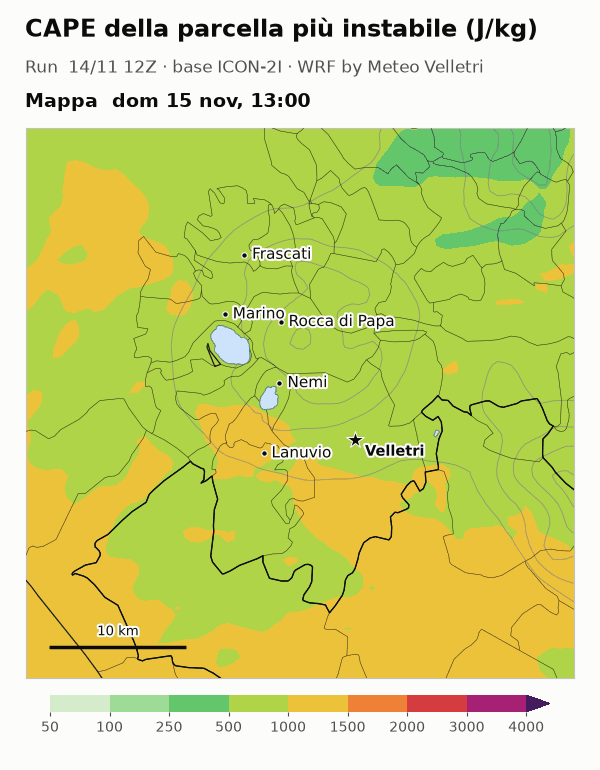 CAPE della parcella più instabile (J/kg)
Run  14/11 12Z · base ICON-2I · WRF by Meteo Velletri
Mappa  dom 15 nov, 13:00
Frascati
Marino
Rocca di Papa
Nemi
Velletri
Lanuvio
10 km
50 100 250 500 1000 1500 2000 3000 4000